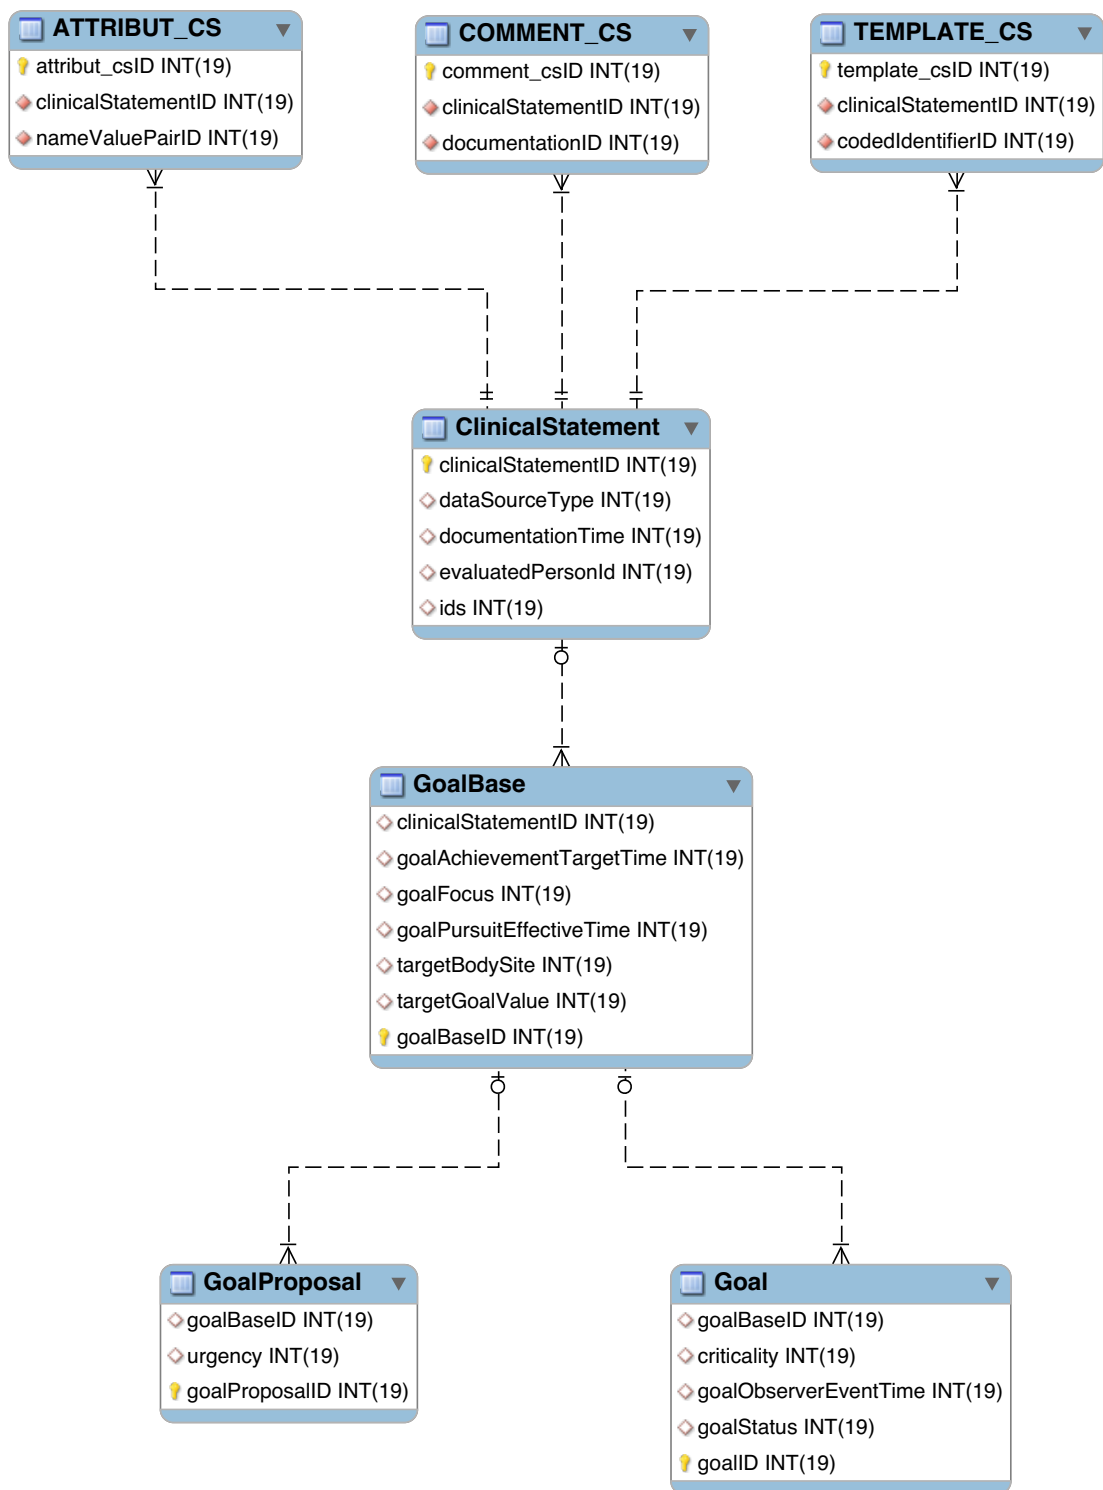 ATTRIBUT_CS
attribut_csID INT(19)
clinicalStatementID INT(19)
nameValuePairID INT(19)
COMMENT_CS
comment_csID INT(19)
clinicalStatementID INT(19)
documentationID INT(19)
TEMPLATE_CS
template_csID INT(19)
clinicalStatementID INT(19)
codedIdentifierID INT(19)
ClinicalStatement
clinicalStatementID INT(19)
dataSourceType INT(19)
documentationTime INT(19)
evaluatedPersonId INT(19)
ids INT(19)
GoalBase
clinicalStatementID INT(19)
goalAchievementTargetTime INT(19)
goalFocus INT(19)
goalPursuitEffectiveTime INT(19)
targetBodySite INT(19)
targetGoalValue INT(19)
goalBaseID INT(19)
GoalProposal
goalBaseID INT(19)
urgency INT(19)
goalProposalID INT(19)
Goal
goalBaseID INT(19)
criticality INT(19)
goalObserverEventTime INT(19)
goalStatus INT(19)
goalID INT(19)